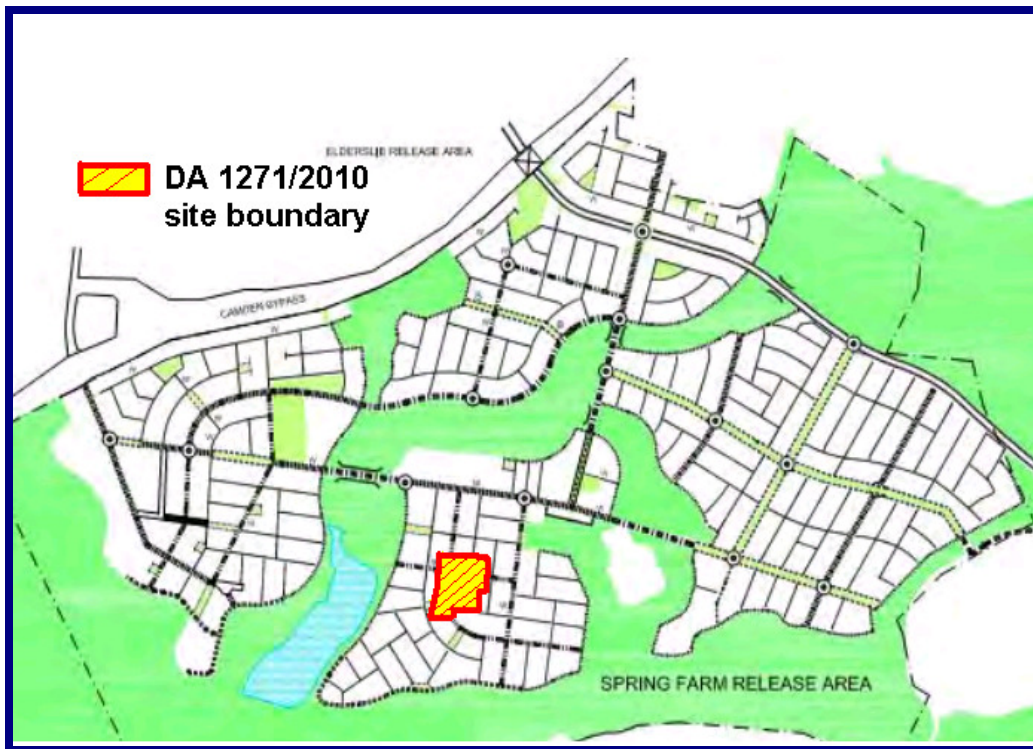 ELDERSLIE RELEASE AREA
DA 1271/2010
site boundary
CAMDEN BYPASS
SPRING FARM RELEASE AREA